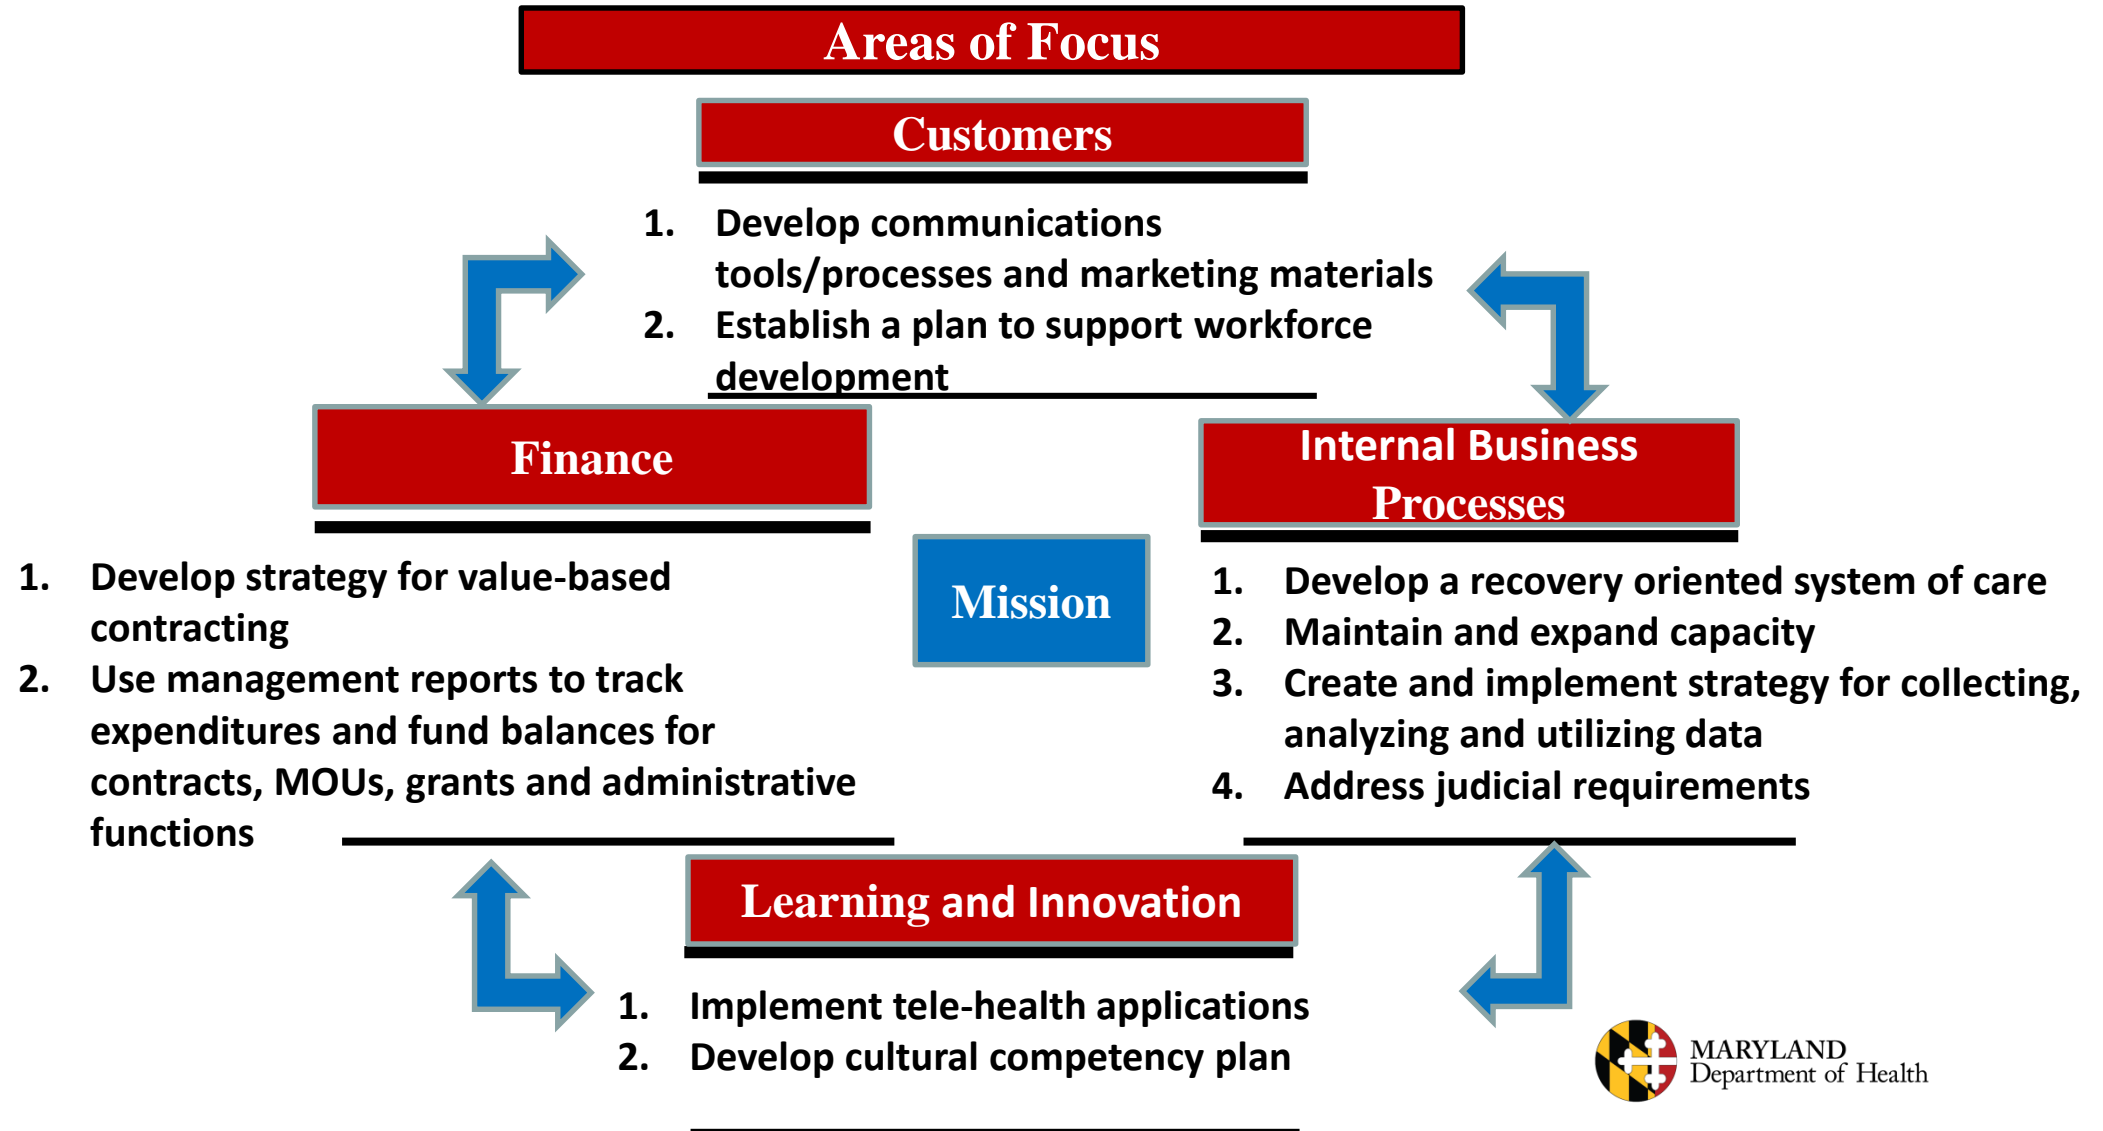 Areas of Focus
Customers
1. Develop communications
tools/processes and marketing materials
2. Establish a plan to support workforce
development
Finance
1. Develop strategy for value-based
contracting
2. Use management reports to track
expenditures and fund balances for
contracts, MOUs, grants and administrative
functions
Mission
Internal Business
Processes
1. Develop a recovery oriented system of care
2. Maintain and expand capacity
3. Create and implement strategy for collecting,
analyzing and utilizing data
4. Address judicial requirements
Learning and Innovation
1. Implement tele-health applications
2. Develop cultural competency plan
MARYLAND
Department of Health